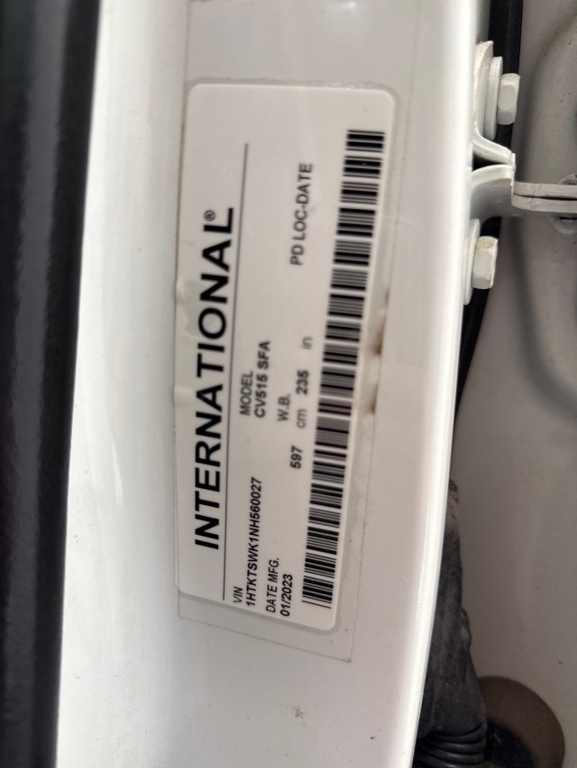 INTERNATIONAL®
VIN
1HTKTSWK1NH560027
MODEL
CV515 SFA
DATE MFG.
01/2023
W.B.
597 cm 235 in
PD LOC-DATE